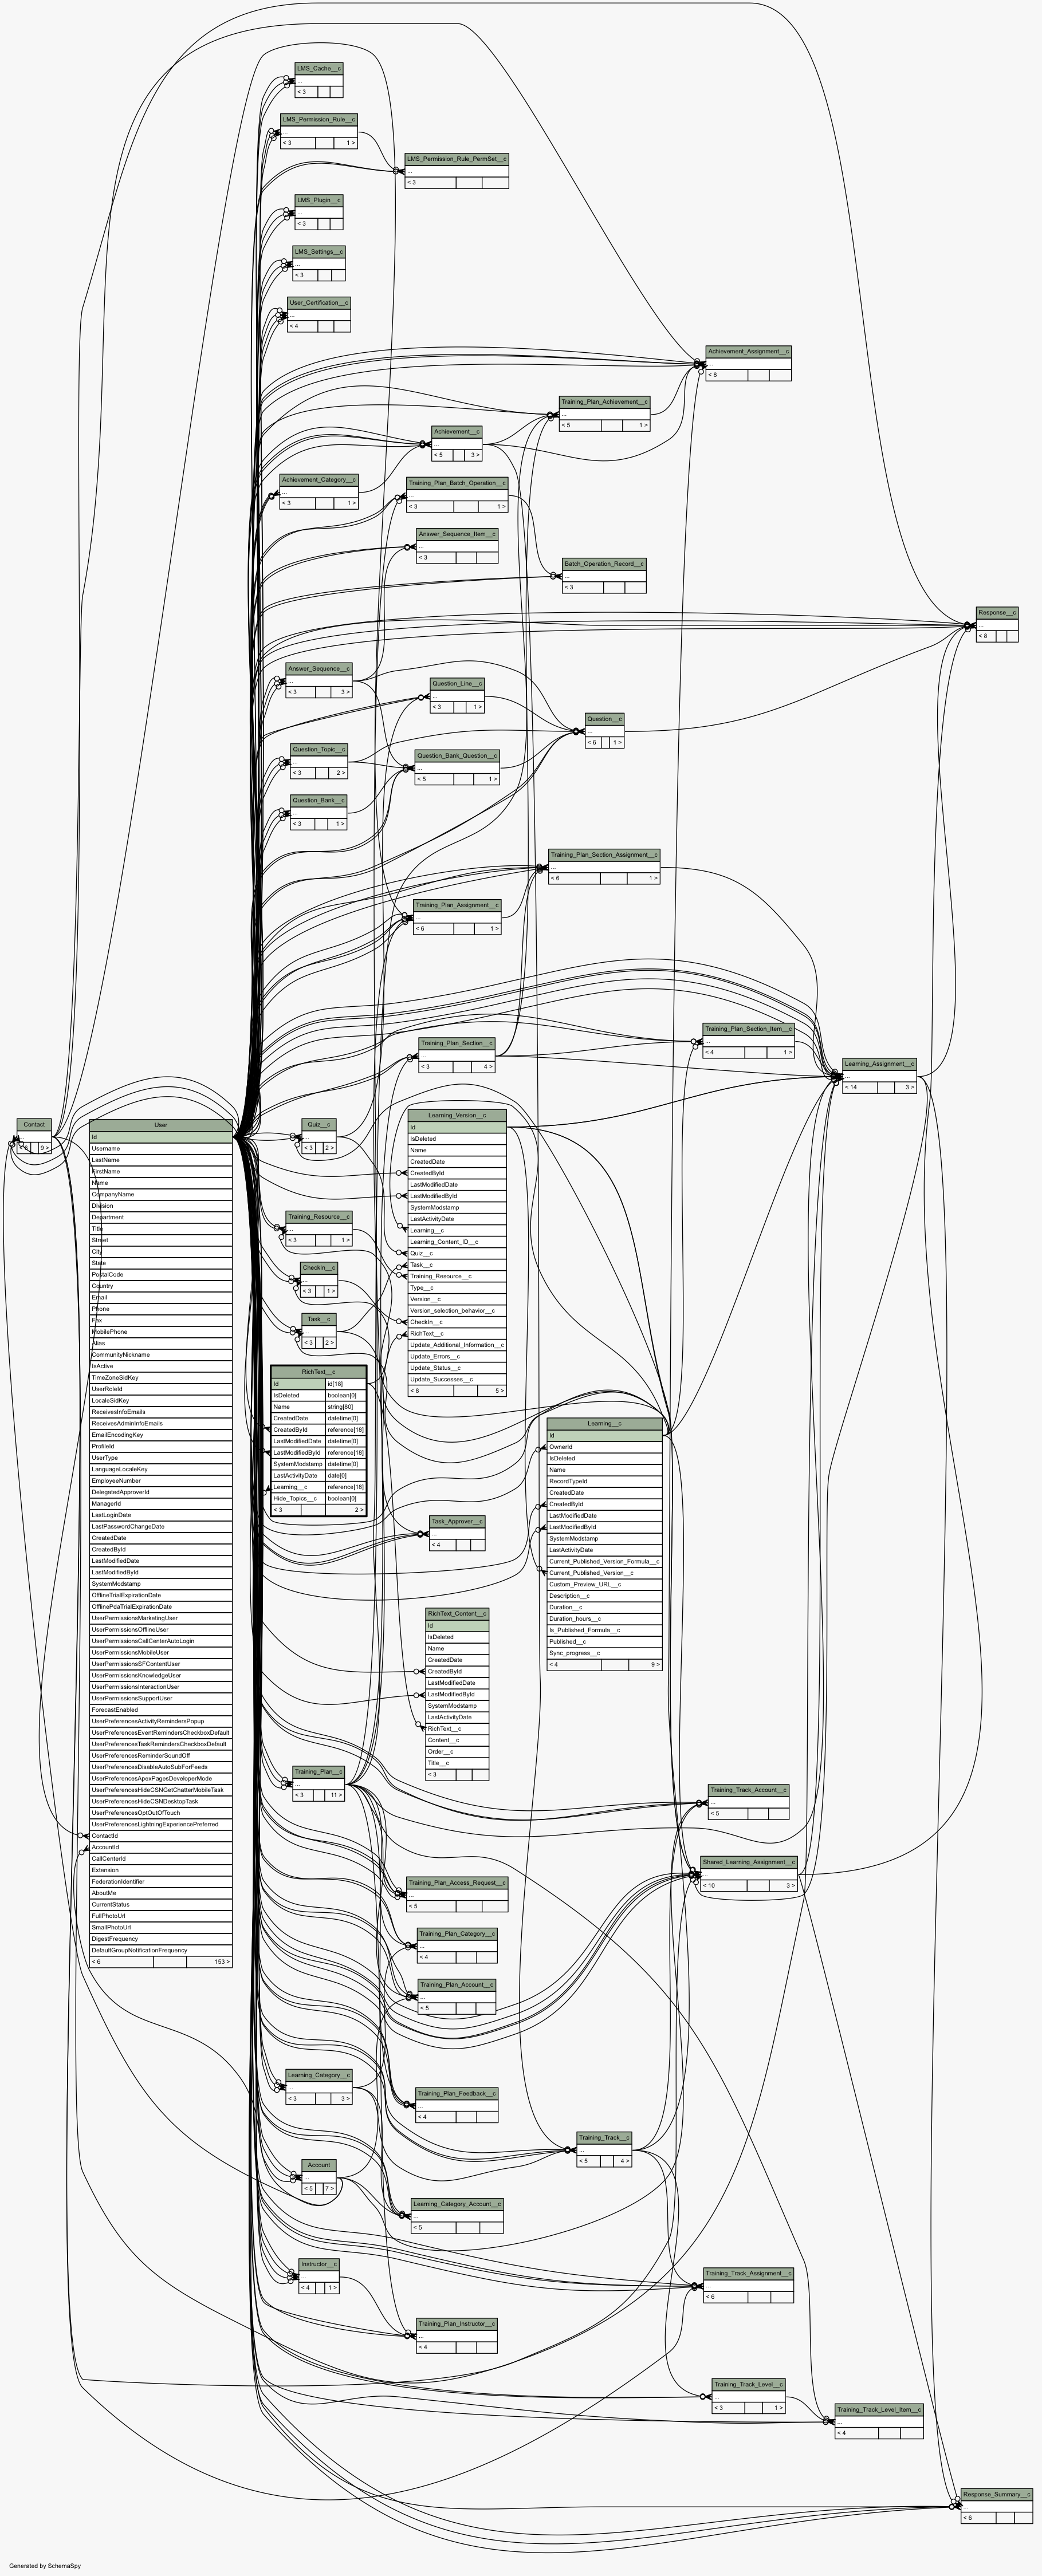 LMS_Cache__c
...
< 3
LMS_Permission_Rule__c
...
< 3 1 >
LMS_Permission_Rule_PermSet__c
...
< 3
LMS_Plugin__c
...
< 3
LMS_Settings__c
...
< 3
User_Certification__c
...
< 4
Achievement_Assignment__c
...
< 8
Training_Plan_Achievement__c
...
< 5 1 >
Achievement__c
...
< 5 3 >
Achievement_Category__c
...
< 3 1 >
Training_Plan_Batch_Operation__c
...
< 3 1 >
Answer_Sequence_Item__c
...
< 3
Batch_Operation_Record__c
...
< 3
Response__c
...
< 8
Answer_Sequence__c
...
< 3 3 >
Question_Line__c
...
< 3 1 >
Question__c
...
< 6 1 >
Question_Topic__c
...
< 3 2 >
Question_Bank_Question__c
...
< 5 1 >
Question_Bank__c
...
< 3 1 >
Training_Plan_Section_Assignment__c
...
< 6 1 >
Training_Plan_Assignment__c
...
< 6 1 >
Training_Plan_Section_Item__c
...
< 4 1 >
Training_Plan_Section__c
...
< 3 4 >
Learning_Assignment__c
...
< 14 3 >
Contact
...
9 >
User
Id
Username
LastName
FirstName
Name
CompanyName
Division
Department
Title
Street
City
State
PostalCode
Country
Email
Phone
Fax
MobilePhone
Alias
CommunityNickname
IsActive
TimeZoneSidKey
UserRoleId
LocaleSidKey
ReceivesInfoEmails
ReceivesAdminInfoEmails
EmailEncodingKey
ProfileId
UserType
LanguageLocaleKey
EmployeeNumber
DelegatedApproverId
ManagerId
LastLoginDate
LastPasswordChangeDate
CreatedDate
CreatedById
LastModifiedDate
LastModifiedById
SystemModstamp
OfflineTrialExpirationDate
OfflinePdaTrialExpirationDate
UserPermissionsMarketingUser
UserPermissionsOfflineUser
UserPermissionsCallCenterAutoLogin
UserPermissionsMobileUser
UserPermissionsSFContentUser
UserPermissionsKnowledgeUser
UserPermissionsInteractionUser
UserPermissionsSupportUser
ForecastEnabled
UserPreferencesActivityRemindersPopup
UserPreferencesEventRemindersCheckboxDefault
UserPreferencesTaskRemindersCheckboxDefault
UserPreferencesReminderSoundOff
UserPreferencesDisableAutoSubForFeeds
UserPreferencesApexPagesDeveloperMode
UserPreferencesHideCSNGetChatterMobileTask
UserPreferencesHideCSNDesktopTask
UserPreferencesOptOutOfTouch
UserPreferencesLightningExperiencePreferred
ContactId
AccountId
CallCenterId
Extension
FederationIdentifier
AboutMe
CurrentStatus
FullPhotoUrl
SmallPhotoUrl
DigestFrequency
DefaultGroupNotificationFrequency
< 6 153 >
Quiz__c
...
< 3 2 >
Learning_Version__c
Id
IsDeleted
Name
CreatedDate
CreatedById
LastModifiedDate
LastModifiedById
SystemModstamp
LastActivityDate
Learning__c
Learning_Content_ID__c
Quiz__c
Task__c
Training_Resource__c
Type__c
Version__c
Version_selection_behavior__c
CheckIn__c
RichText__c
Update_Additional_Information__c
Update_Errors__c
Update_Status__c
Update_Successes__c
< 8 5 >
Training_Resource__c
...
< 3 1 >
CheckIn__c
...
< 3 1 >
Task__c
...
< 3 2 >
RichText__c
Id id[18]
IsDeleted boolean[0]
Name string[80]
CreatedDate datetime[0]
CreatedById reference[18]
LastModifiedDate datetime[0]
LastModifiedById reference[18]
SystemModstamp datetime[0]
LastActivityDate date[0]
Learning__c reference[18]
Hide_Topics__c boolean[0]
< 3 2 >
Learning__c
Id
OwnerId
IsDeleted
Name
RecordTypeId
CreatedDate
CreatedById
LastModifiedDate
LastModifiedById
SystemModstamp
LastActivityDate
Current_Published_Version_Formula__c
Current_Published_Version__c
Custom_Preview_URL__c
Description__c
Duration__c
Duration_hours__c
Is_Published_Formula__c
Published__c
Sync_progress__c
< 4 9 >
Task_Approver__c
...
< 4
RichText_Content__c
Id
IsDeleted
Name
CreatedDate
CreatedById
LastModifiedDate
LastModifiedById
SystemModstamp
LastActivityDate
RichText__c
Content__c
Order__c
Title__c
< 3
Training_Plan__c
...
< 3 11 >
Training_Track_Account__c
...
< 5
Shared_Learning_Assignment__c
...
< 10 3 >
Training_Plan_Access_Request__c
...
< 5
Training_Plan_Category__c
...
< 4
Training_Plan_Account__c
...
< 5
Learning_Category__c
...
< 3 3 >
Training_Plan_Feedback__c
...
< 4
Training_Track__c
...
< 5 4 >
Account
...
< 5 7 >
Learning_Category_Account__c
...
< 5
Instructor__c
...
< 4 1 >
Training_Track_Assignment__c
...
< 6
Training_Plan_Instructor__c
...
< 4
Training_Track_Level__c
...
< 3 1 >
Training_Track_Level_Item__c
...
< 4
Response_Summary__c
...
< 6
Generated by SchemaSpy